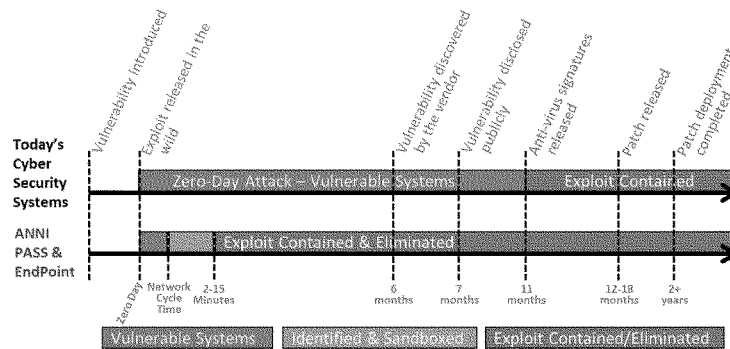 Vulnerability Introduced
Exploit released in the
wild
Vulnerability discovered
by the vendor
Vulnerability disclosed
publicly
Anti-virus signatures
released
Patch released
Patch deployment
completed
Today's
Cyber
Security
Systems
Zero-Day Attack – Vulnerable Systems
Exploit Contained
ANNI
PASS &
EndPoint
Exploit Contained & Eliminated
Zero Day
Network
Cycle
Time
2-15
Minutes
6
months
7
months
11
months
12-18
months
2+
years
Vulnerable Systems
Identified & Sandboxed
Exploit Contained/Eliminated